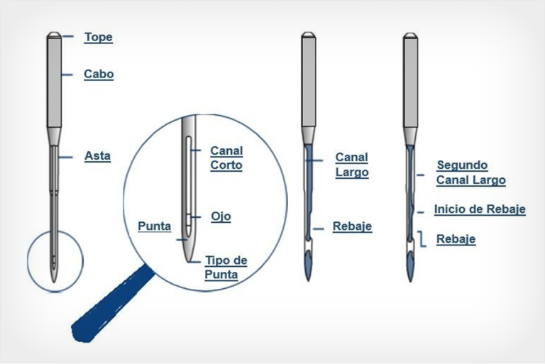 Tope
Cabo
Asta
Canal
Corto
Ojo
Punta
Tipo de
Punta
Canal
Largo
Rebaje
Segundo
Canal Largo
Inicio de Rebaje
Rebaje